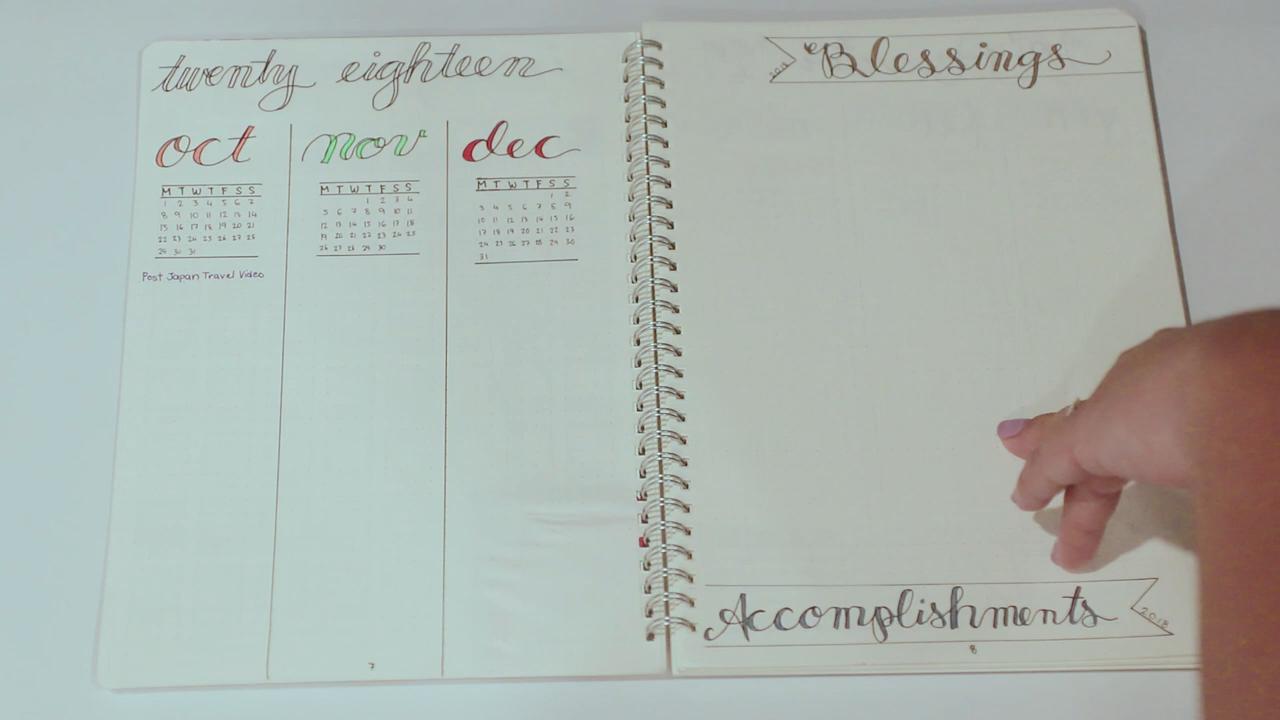 twenty eighteen
oct
M T W T F S S
1 2 3 4 5 6 7
8 9 10 11 12 13 14
15 16 17 18 19 20 21
22 23 24 25 26 27 28
29 30 31
Post Japan Travel Video
nov
M T W T F S S
1 2 3 4
5 6 7 8 9 10 11
12 13 14 15 16 17 18
19 20 21 22 23 24 25
26 27 28 29 30
dec
M T W T F S S
1 2
3 4 5 6 7 8 9
10 11 12 13 14 15 16
17 18 19 20 21 22 23
24 25 26 27 28 29 30
31
7
Blessings
Accomplishments
2018
8